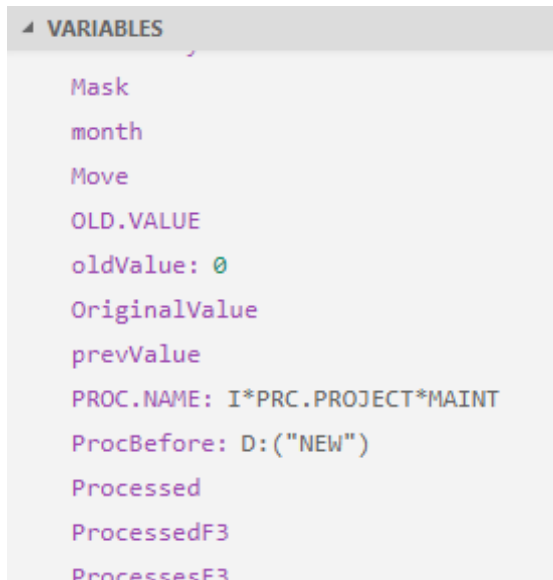 VARIABLES
Mask
month
Move
OLD.VALUE
oldValue: 0
OriginalValue
prevValue
PROC.NAME: I*PRC.PROJECT*MAINT
ProcBefore: D:("NEW")
Processed
ProcessedF3
ProcessesF3